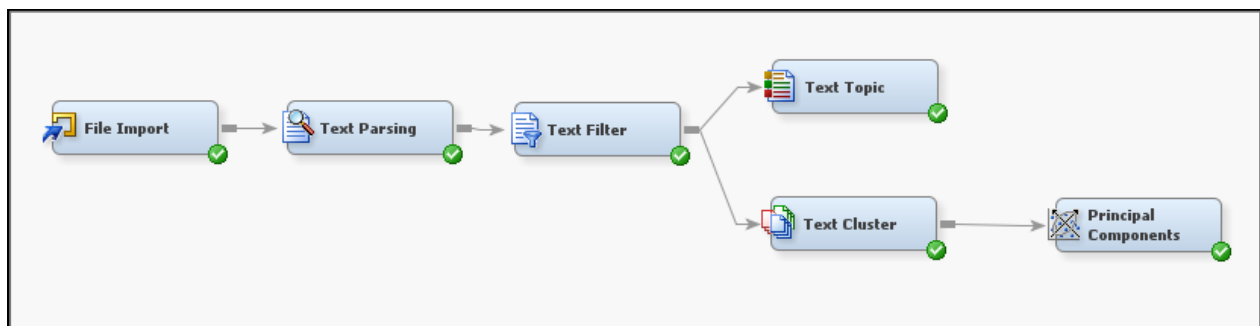 File Import
Text Parsing
Text Filter
Text Topic
Text Cluster
Principal
Components